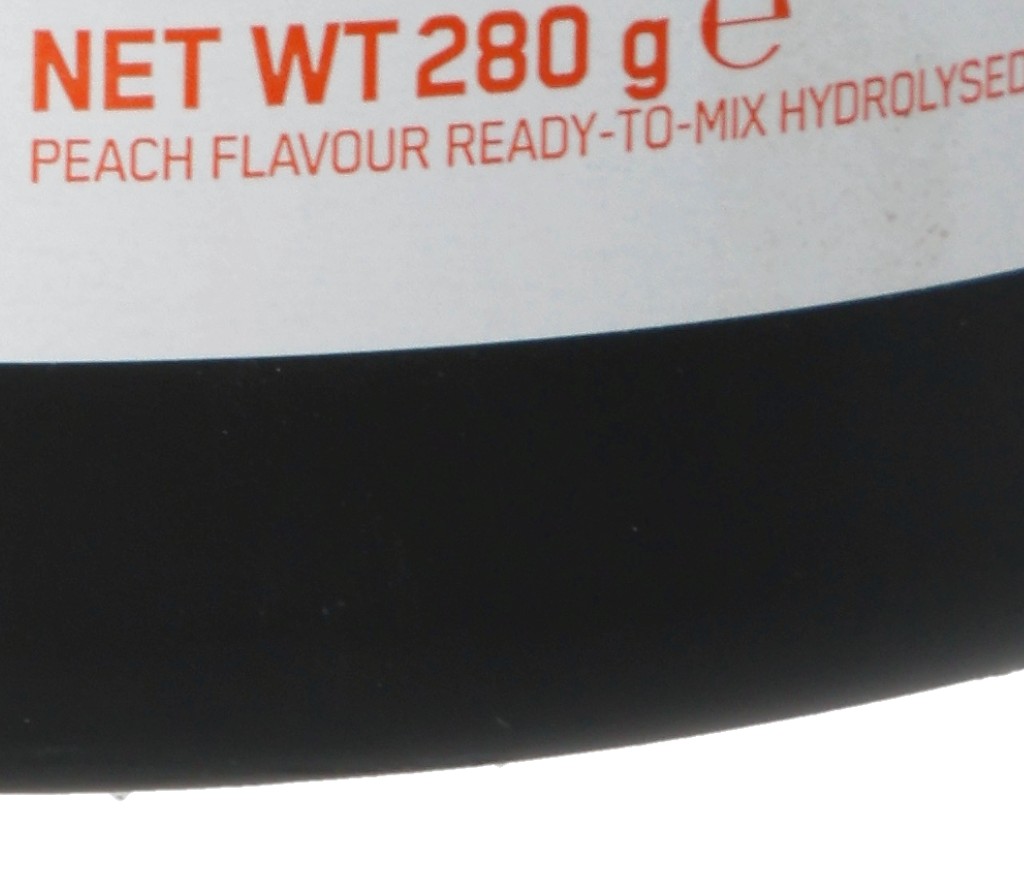 NET WT 280 g e
PEACH FLAVOUR READY-TO-MIX HYDROLYSED